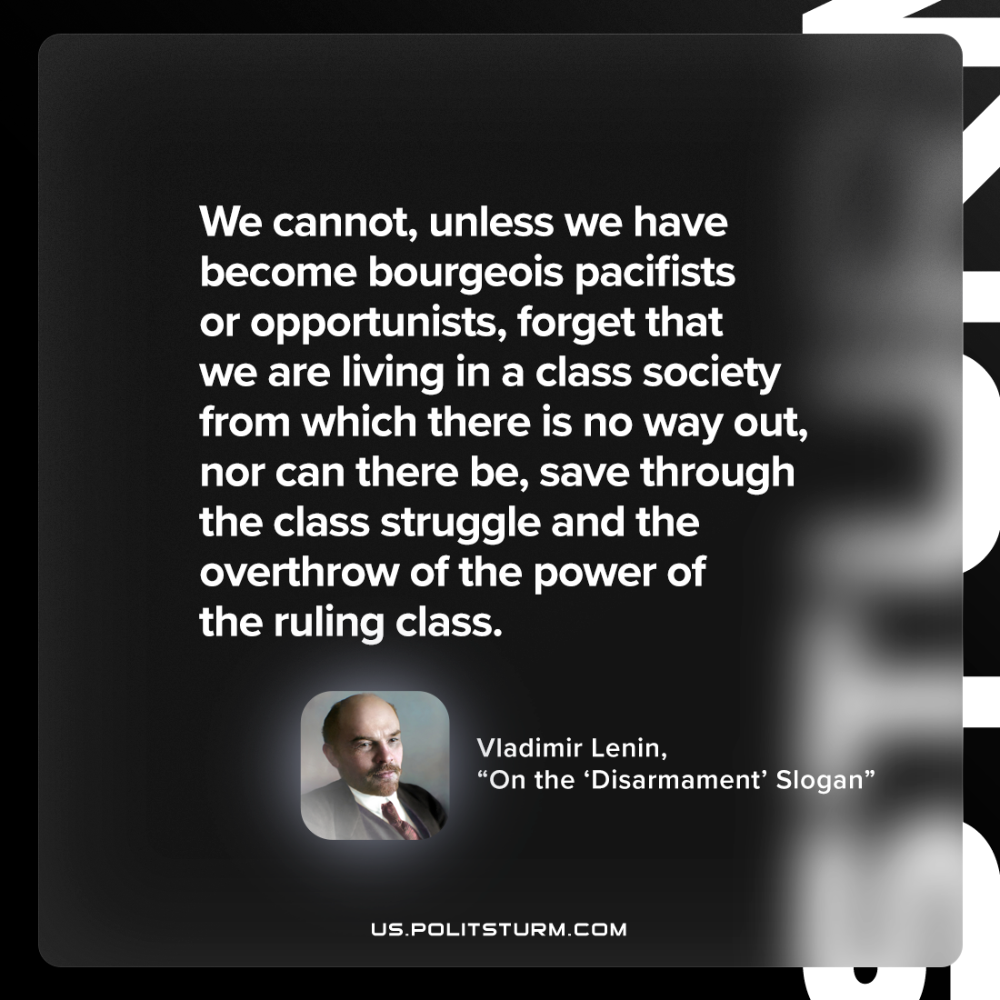 We cannot, unless we have
become bourgeois pacifists
or opportunists, forget that
we are living in a class society
from which there is no way out,
nor can there be, save through
the class struggle and the
overthrow of the power of
the ruling class.
Vladimir Lenin,
“On the ‘Disarmament’ Slogan”
US.POLITSTURM.COM